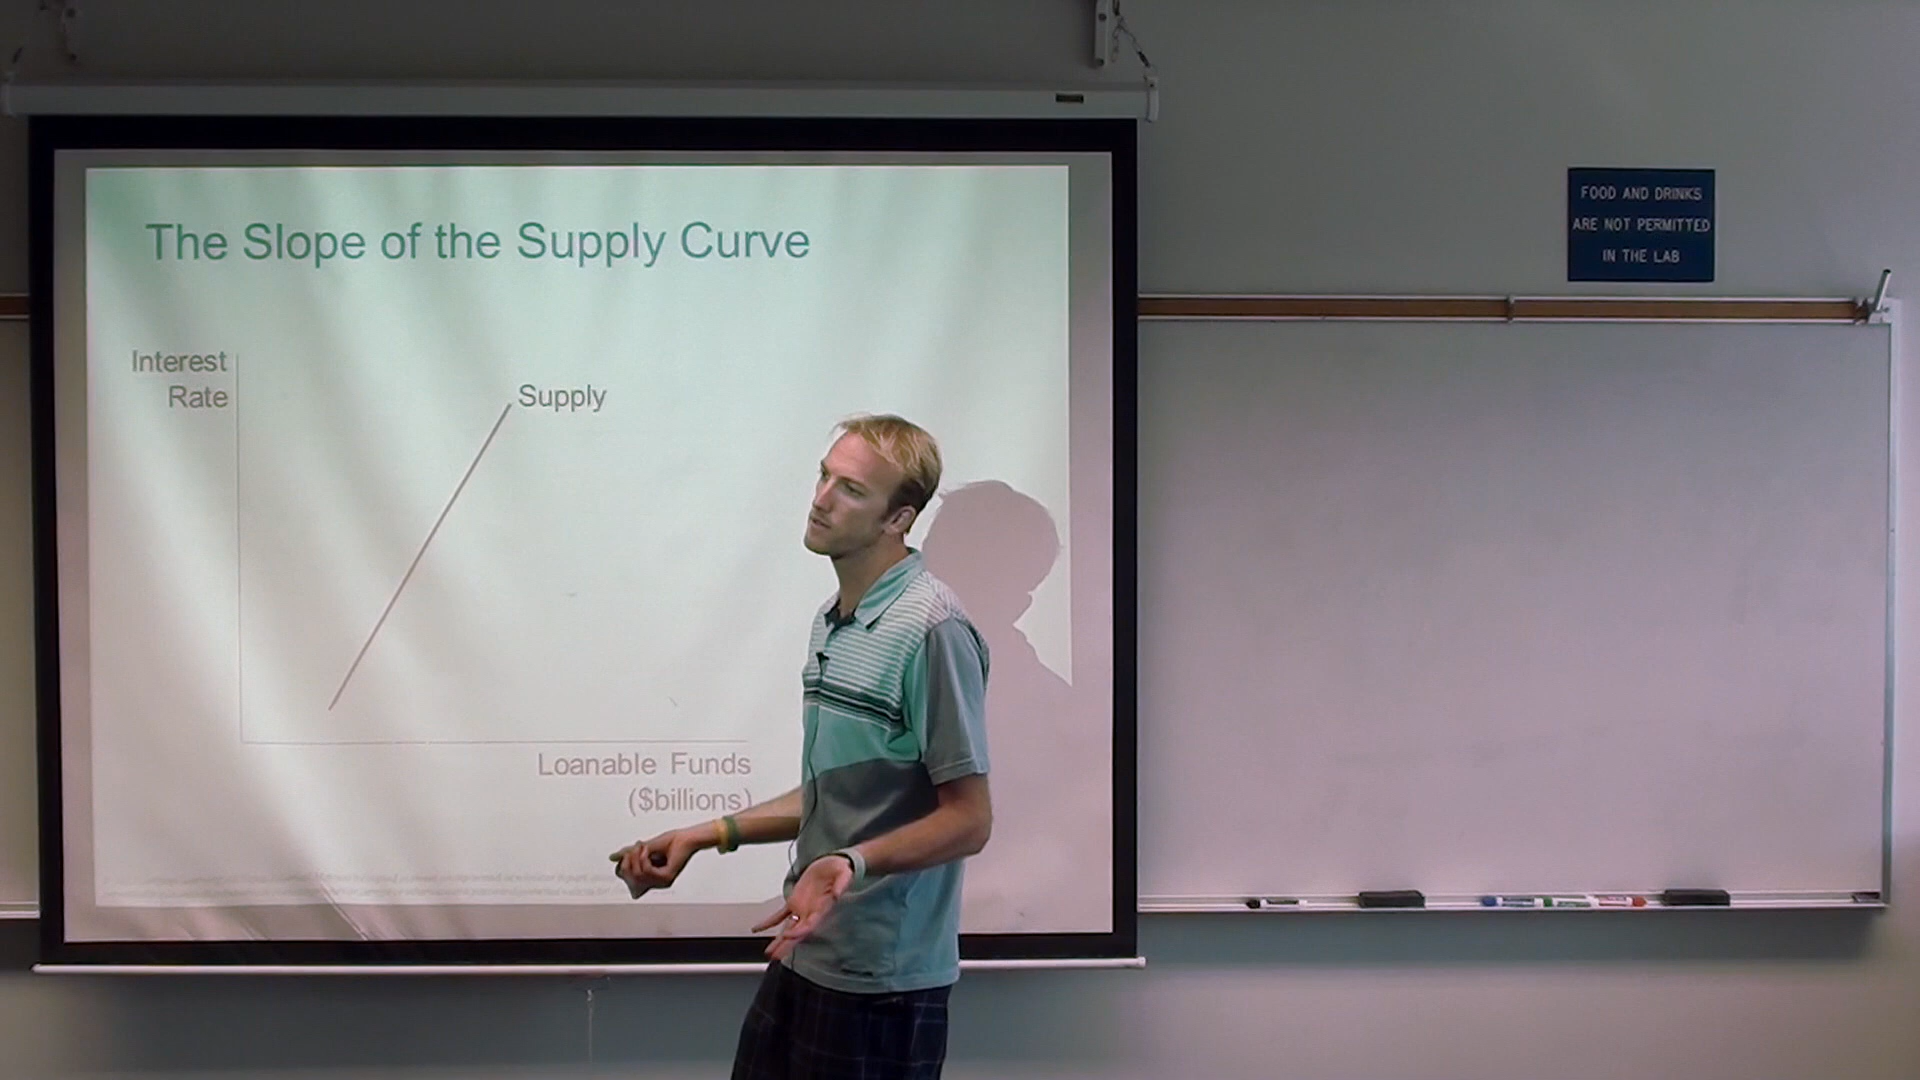 The Slope of the Supply Curve
Interest
Rate
Supply
Loanable Funds
($billions)
FOOD AND DRINKS
ARE NOT PERMITTED
IN THE LAB